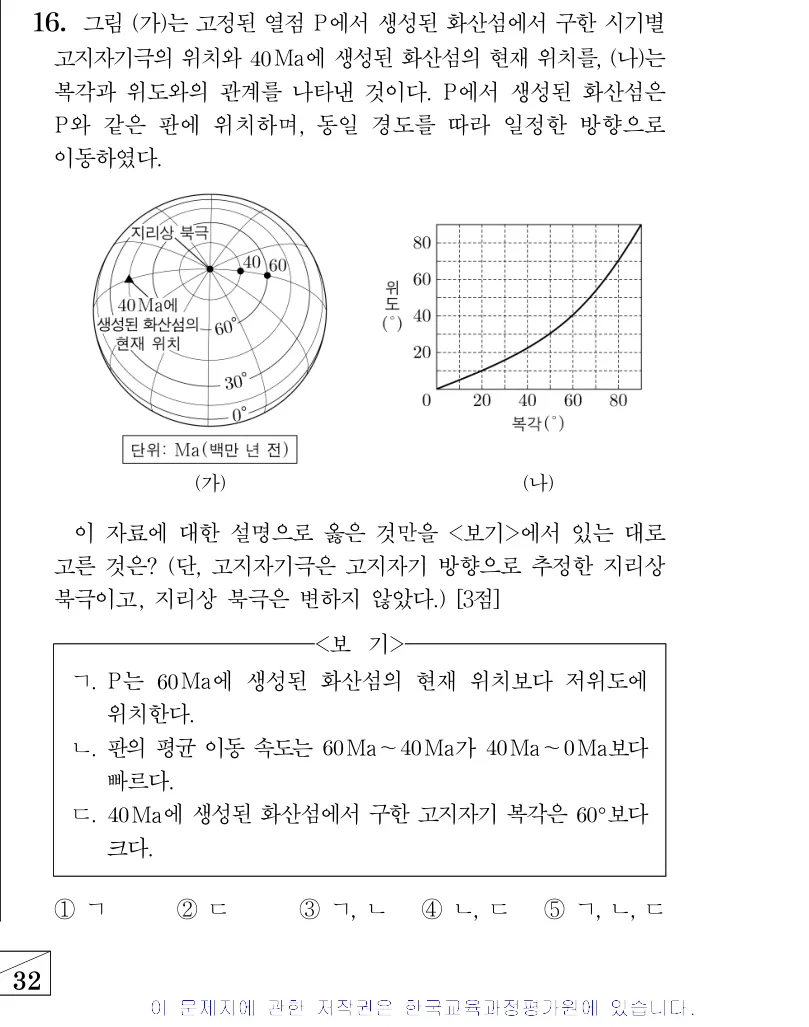 16. 그림 (가)는 고정된 열점 P에서 생성된 화산섬에서 구한 시기별
고지자기극의 위치와 40Ma에 생성된 화산섬의 현재 위치를, (나)는
복각과 위도와의 관계를 나타낸 것이다. P에서 생성된 화산섬은
P와 같은 판에 위치하며, 동일 경도를 따라 일정한 방향으로
이동하였다.
지리상 북극
40 60
40Ma에
생성된 화산섬의
현재 위치
60°
30°
0°
단위: Ma(백만 년 전)
(가)
위도(°)
80
60
40
20
0 20 40 60 80
복각(°)
(나)
이 자료에 대한 설명으로 옳은 것만을 <보기>에서 있는 대로
고른 것은? (단, 고지자기극은 고지자기 방향으로 추정한 지리상
북극이고, 지리상 북극은 변하지 않았다.) [3점]
<보 기>
ㄱ. P는 60Ma에 생성된 화산섬의 현재 위치보다 저위도에
위치한다.
ㄴ. 판의 평균 이동 속도는 60Ma~40Ma가 40Ma~0Ma보다
빠르다.
ㄷ. 40Ma에 생성된 화산섬에서 구한 고지자기 복각은 60°보다
크다.
① ㄱ ② ㄷ ③ ㄱ, ㄴ ④ ㄴ, ㄷ ⑤ ㄱ, ㄴ, ㄷ
32
이 문제지에 관한 저작권은 한국교육과정평가원에 있습니다.